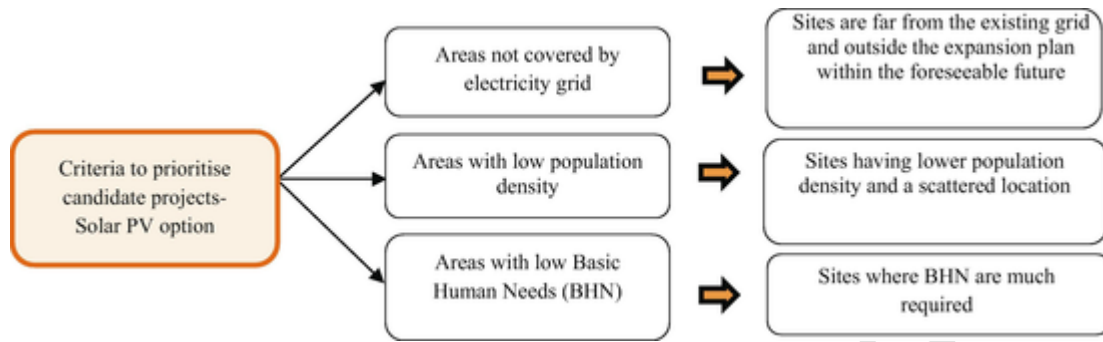 Criteria to prioritise
candidate projects-
Solar PV option
Areas not covered by
electricity grid
Sites are far from the existing grid
and outside the expansion plan
within the foreseeable future
Areas with low population
density
Sites having lower population
density and a scattered location
Areas with low Basic
Human Needs (BHN)
Sites where BHN are much
required